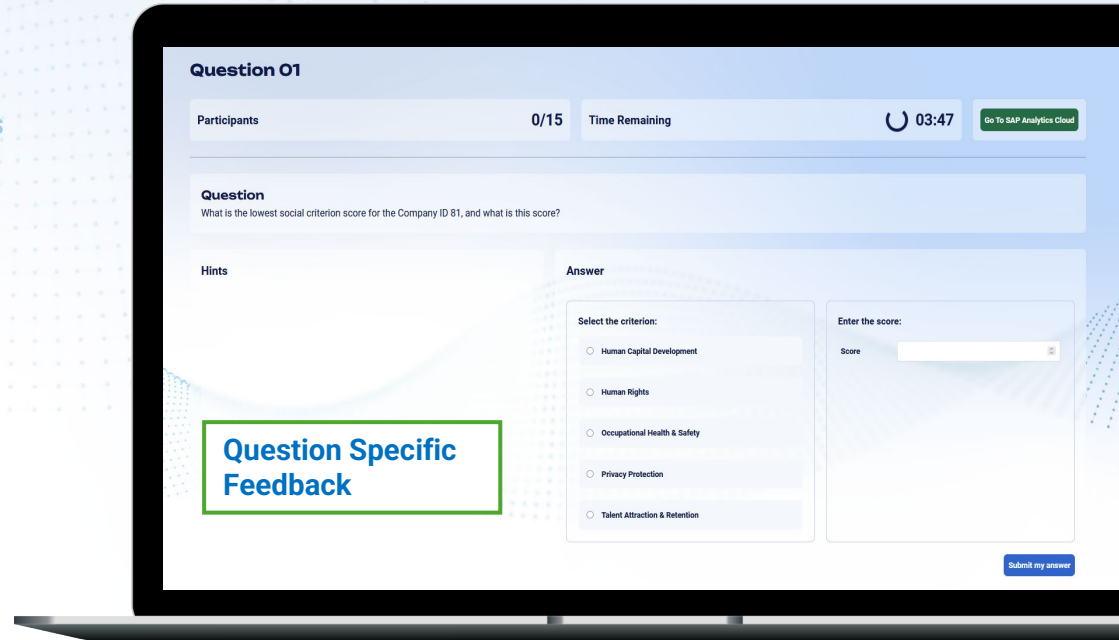 Question 01
Participants
0/15
Time Remaining
03:47
Go To SAP Analytics Cloud
Question
What is the lowest social criterion score for the Company ID 81, and what is this score?
Hints
Answer
Select the criterion:
Human Capital Development
Human Rights
Occupational Health & Safety
Privacy Protection
Talent Attraction & Retention
Enter the score:
Score
Question Specific
Feedback
Submit my answer